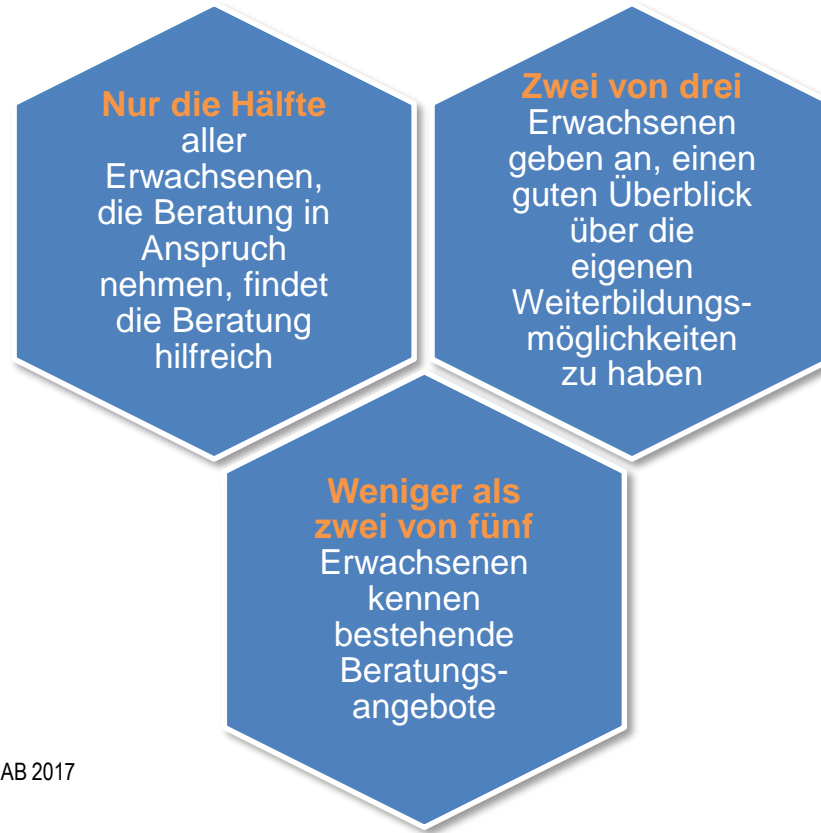 Nur die Hälfte
aller
Erwachsenen,
die Beratung in
Anspruch
nehmen, findet
die Beratung
hilfreich
Zwei von drei
Erwachsenen
geben an, einen
guten Überblick
über die
eigenen
Weiterbildungs-
möglichkeiten
zu haben
Weniger als
zwei von fünf
Erwachsenen
kennen
bestehende
Beratungs-
angebote
AB 2017